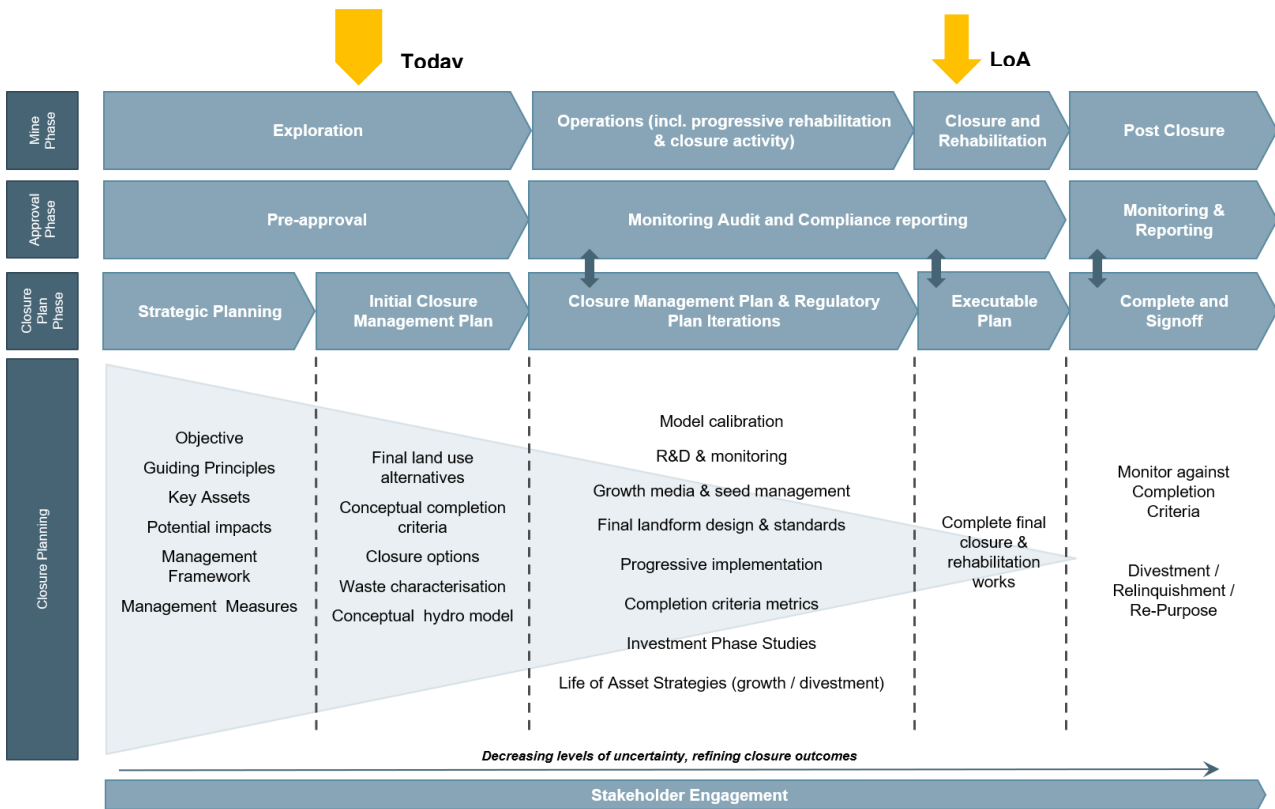 Today
LoA
Mine
Phase
Exploration
Operations (incl. progressive rehabilitation
& closure activity)
Closure and
Rehabilitation
Post Closure
Approval
Phase
Pre-approval
Monitoring Audit and Compliance reporting
Monitoring &
Reporting
Closure
Plan
Phase
Strategic Planning
Initial Closure
Management Plan
Closure Management Plan & Regulatory
Plan Iterations
Executable
Plan
Complete and
Signoff
Closure Planning
Objective
Guiding Principles
Key Assets
Potential impacts
Management
Framework
Management Measures
Final land use
alternatives
Conceptual completion
criteria
Closure options
Waste characterisation
Conceptual hydro model
Model calibration
R&D & monitoring
Growth media & seed management
Final landform design & standards
Progressive implementation
Completion criteria metrics
Investment Phase Studies
Life of Asset Strategies (growth / divestment)
Complete final
closure &
rehabilitation
works
Monitor against
Completion
Criteria
Divestment /
Relinquishment /
Re-Purpose
Decreasing levels of uncertainty, refining closure outcomes
Stakeholder Engagement